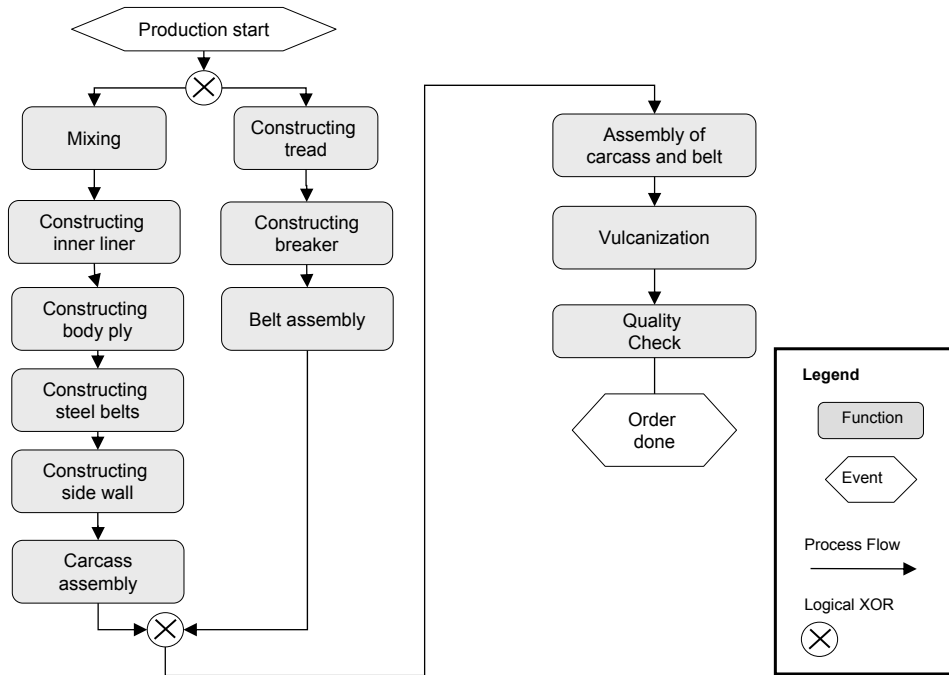 Production start
Mixing
Constructing
inner liner
Constructing
body ply
Constructing
steel belts
Constructing
side wall
Carcass
assembly
Constructing
tread
Constructing
breaker
Belt assembly
Assembly of
carcass and belt
Vulcanization
Quality
Check
Order
done
Legend
Function
Event
Process Flow
Logical XOR